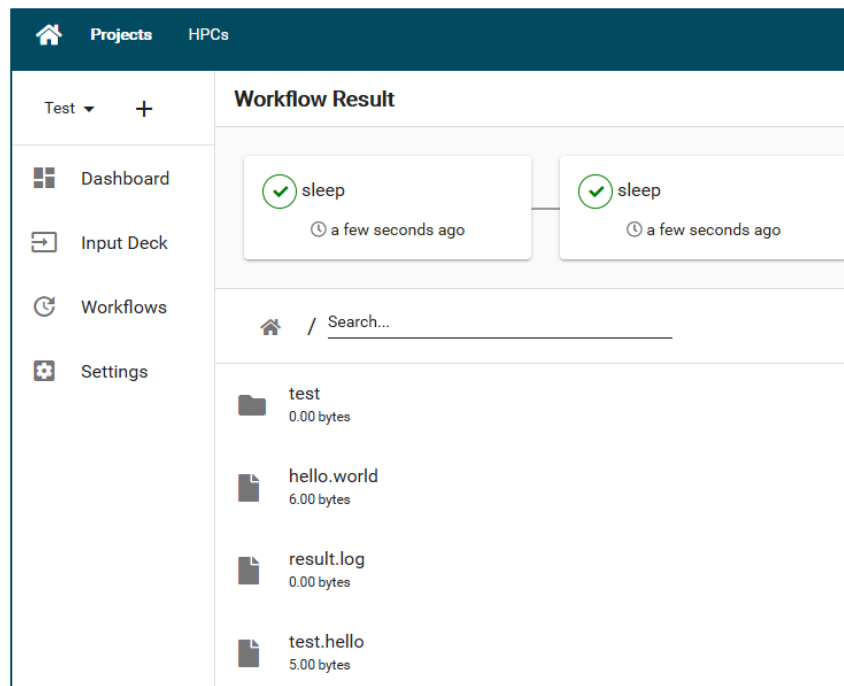 Projects HPCs
Test
Workflow Result
sleep sleep
a few seconds ago a few seconds ago
Dashboard
Input Deck
Workflows
Settings
/ Search...
test
0.00 bytes
hello.world
6.00 bytes
result.log
0.00 bytes
test.hello
5.00 bytes